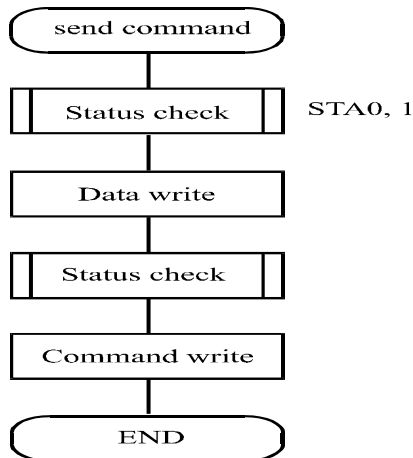 send command
Status check
STA0, 1
Data write
Status check
Command write
END